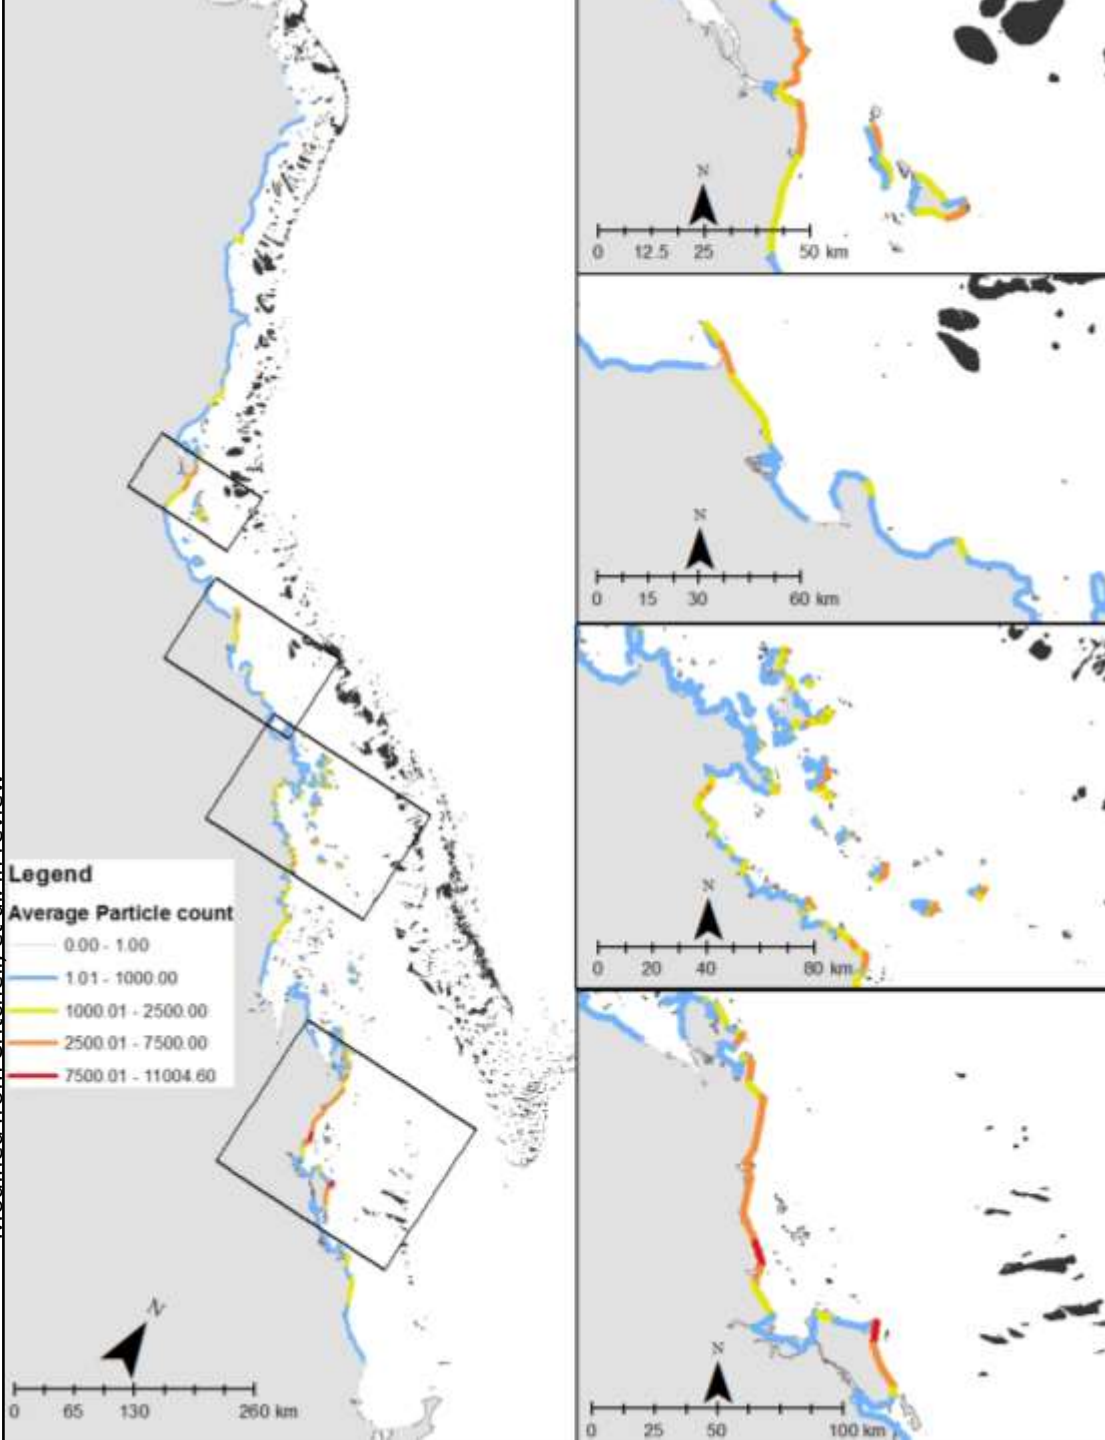 Legend
Average Particle count
0.00 - 1.00
1.01 - 1000.00
1000.01 - 2500.00
2500.01 - 7500.00
7500.01 - 11004.60
N
0 65 130 260 km
N
0 12.5 25 50 km
N
0 15 30 60 km
N
0 20 40 80 km
N
0 25 50 100 km